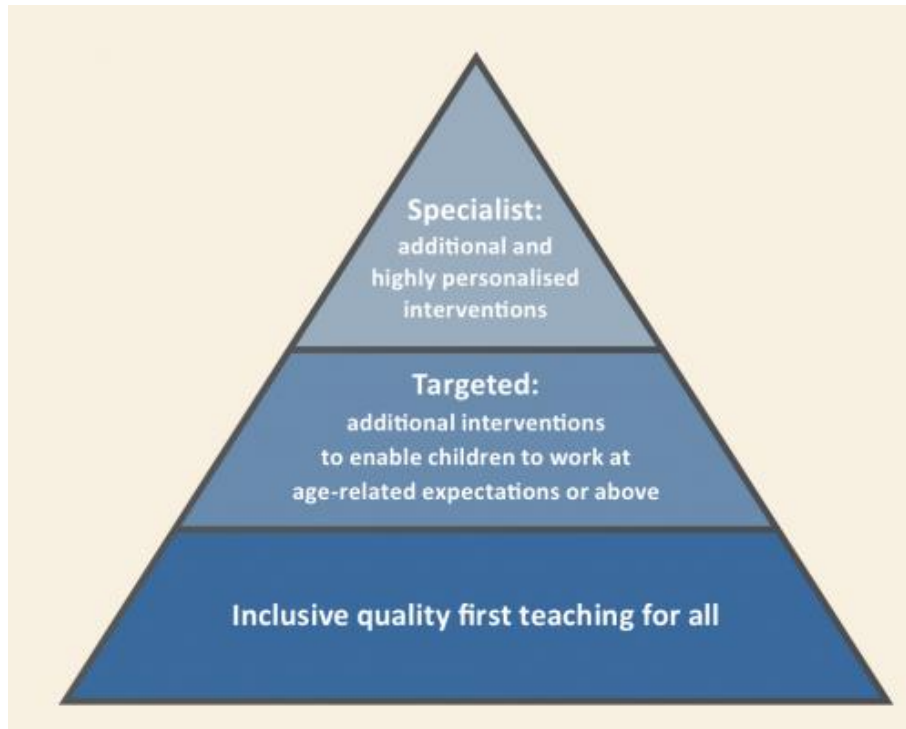 Specialist:
additional and
highly personalised
interventions
Targeted:
additional interventions
to enable children to work at
age-related expectations or above
Inclusive quality first teaching for all